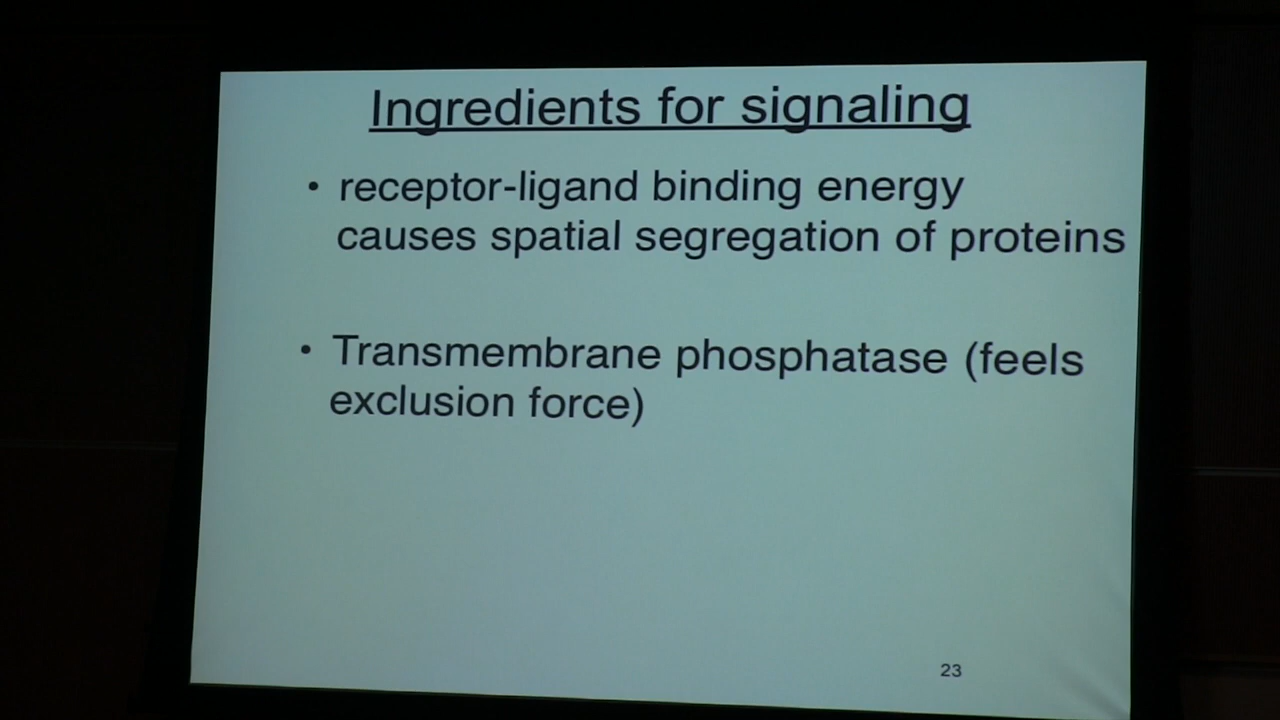 Ingredients for signaling
• receptor-ligand binding energy
causes spatial segregation of proteins
• Transmembrane phosphatase (feels
exclusion force)
23